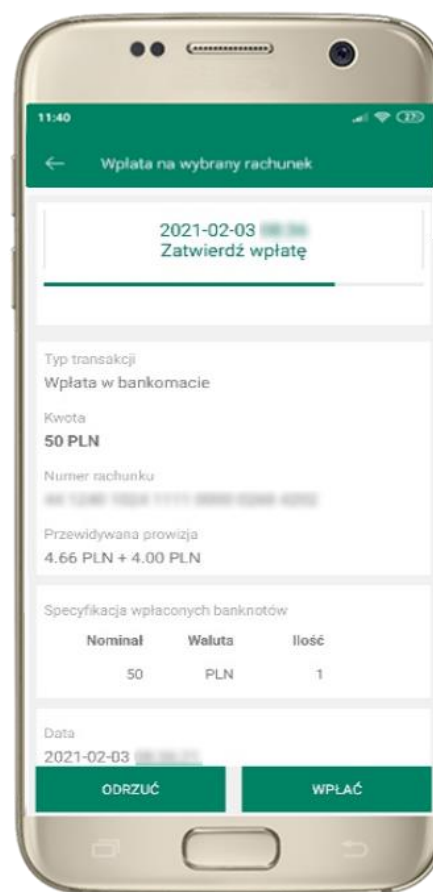 11:40
Wpłata na wybrany rachunek
2021-02-03
Zatwierdź wpłatę
Typ transakcji
Wpłata w bankomacie
Kwota
50 PLN
Numer rachunku
Przewidywana prowizja
4.66 PLN + 4.00 PLN
Specyfikacja wpłaconych banknotów
Nominał Waluta Ilość
50 PLN 1
Data
2021-02-03
ODRZUĆ WPŁAĆ